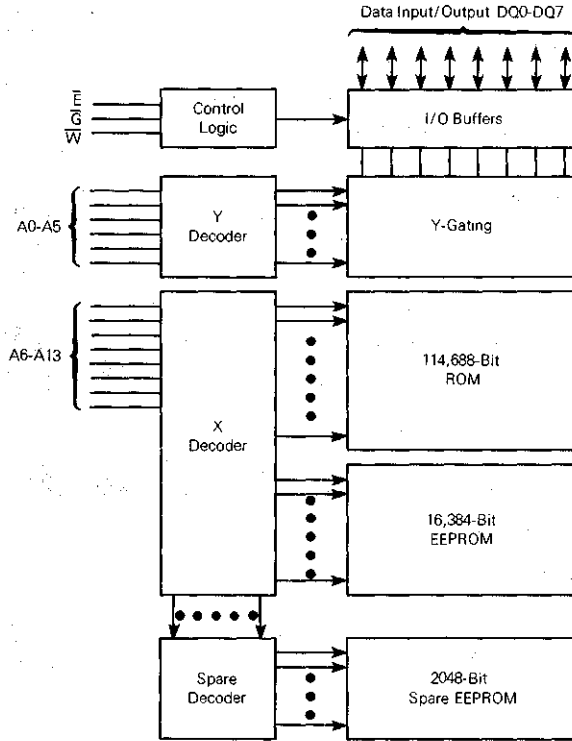 Data Input/Output DQ0-DQ7
E
G
W
Control
Logic
I/O Buffers
A0-A5
Y
Decoder
Y-Gating
A6-A13
X
Decoder
114,688-Bit
ROM
16,384-Bit
EEPROM
Spare
Decoder
2048-Bit
Spare EEPROM